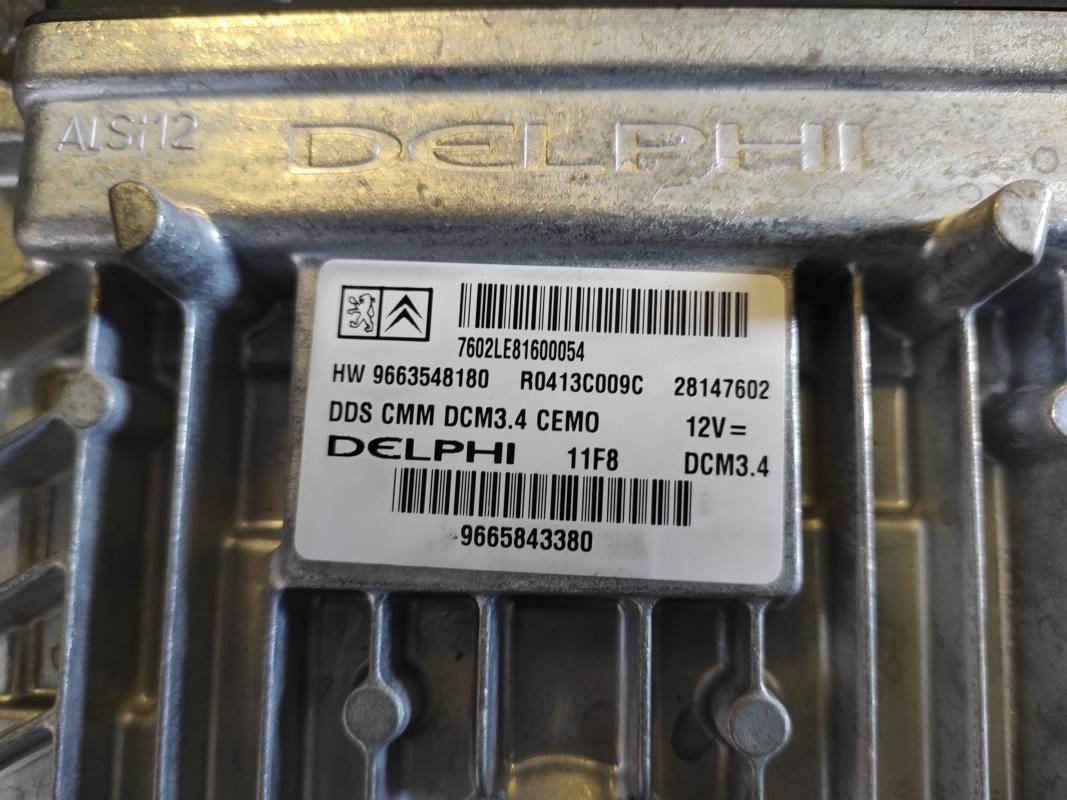 AlSi12 DELPHI
7602LE81600054
HW 9663548180 R0413C009C 28147602
DDS CMM DCM3.4 CEMO 12V=
DELPHI 11F8 DCM3.4
9665843380